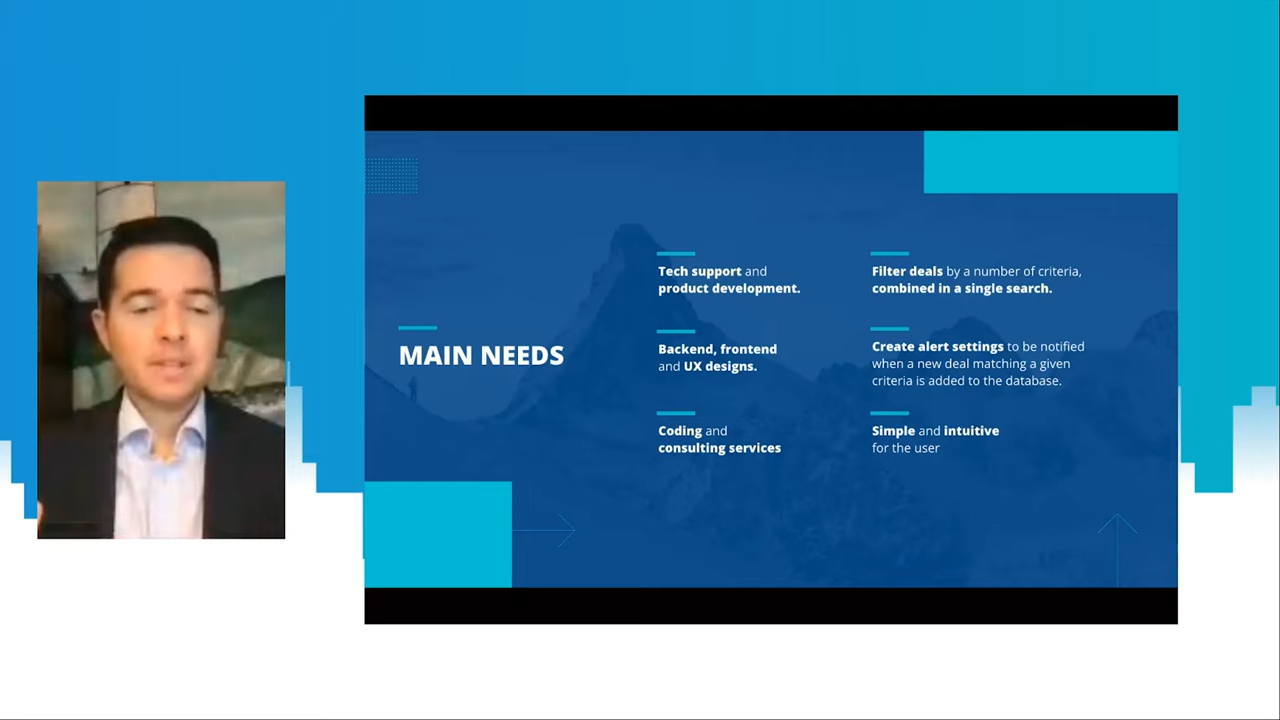 MAIN NEEDS
Tech support and
product development.
Backend, frontend
and UX designs.
Coding and
consulting services
Filter deals by a number of criteria,
combined in a single search.
Create alert settings to be notified
when a new deal matching a given
criteria is added to the database.
Simple and intuitive
for the user